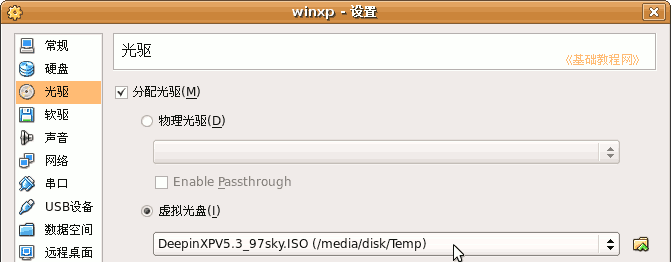 winxp - 设置
常规
硬盘
光驱
软驱
声音
网络
串口
USB设备
数据空间
远程桌面
光驱
《基础教程网》
分配光驱(M)
物理光驱(D)
Enable Passthrough
虚拟光盘(I)
DeepinXPV5.3_97sky.ISO (/media/disk/Temp)